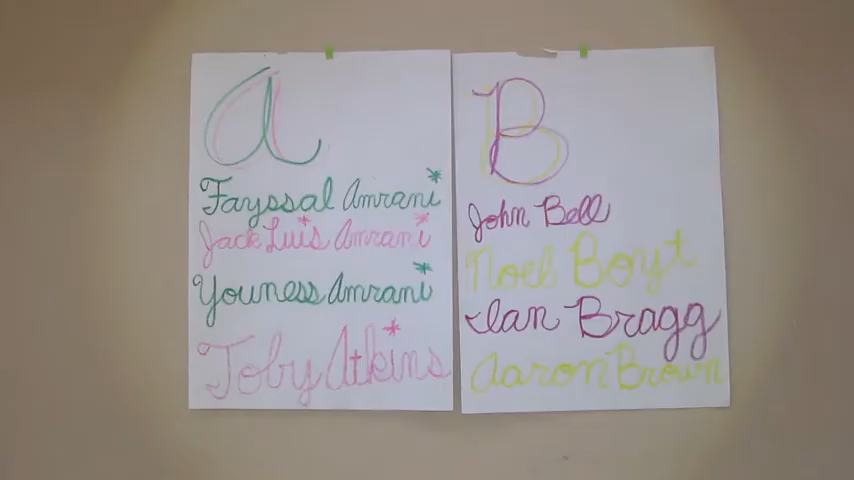 A
Fayssal Amrani
Jack Luis Amrani
Youness Amrani
Toby Atkins
B
John Bell
Noel Boyt
Ian Bragg
Aaron Brown